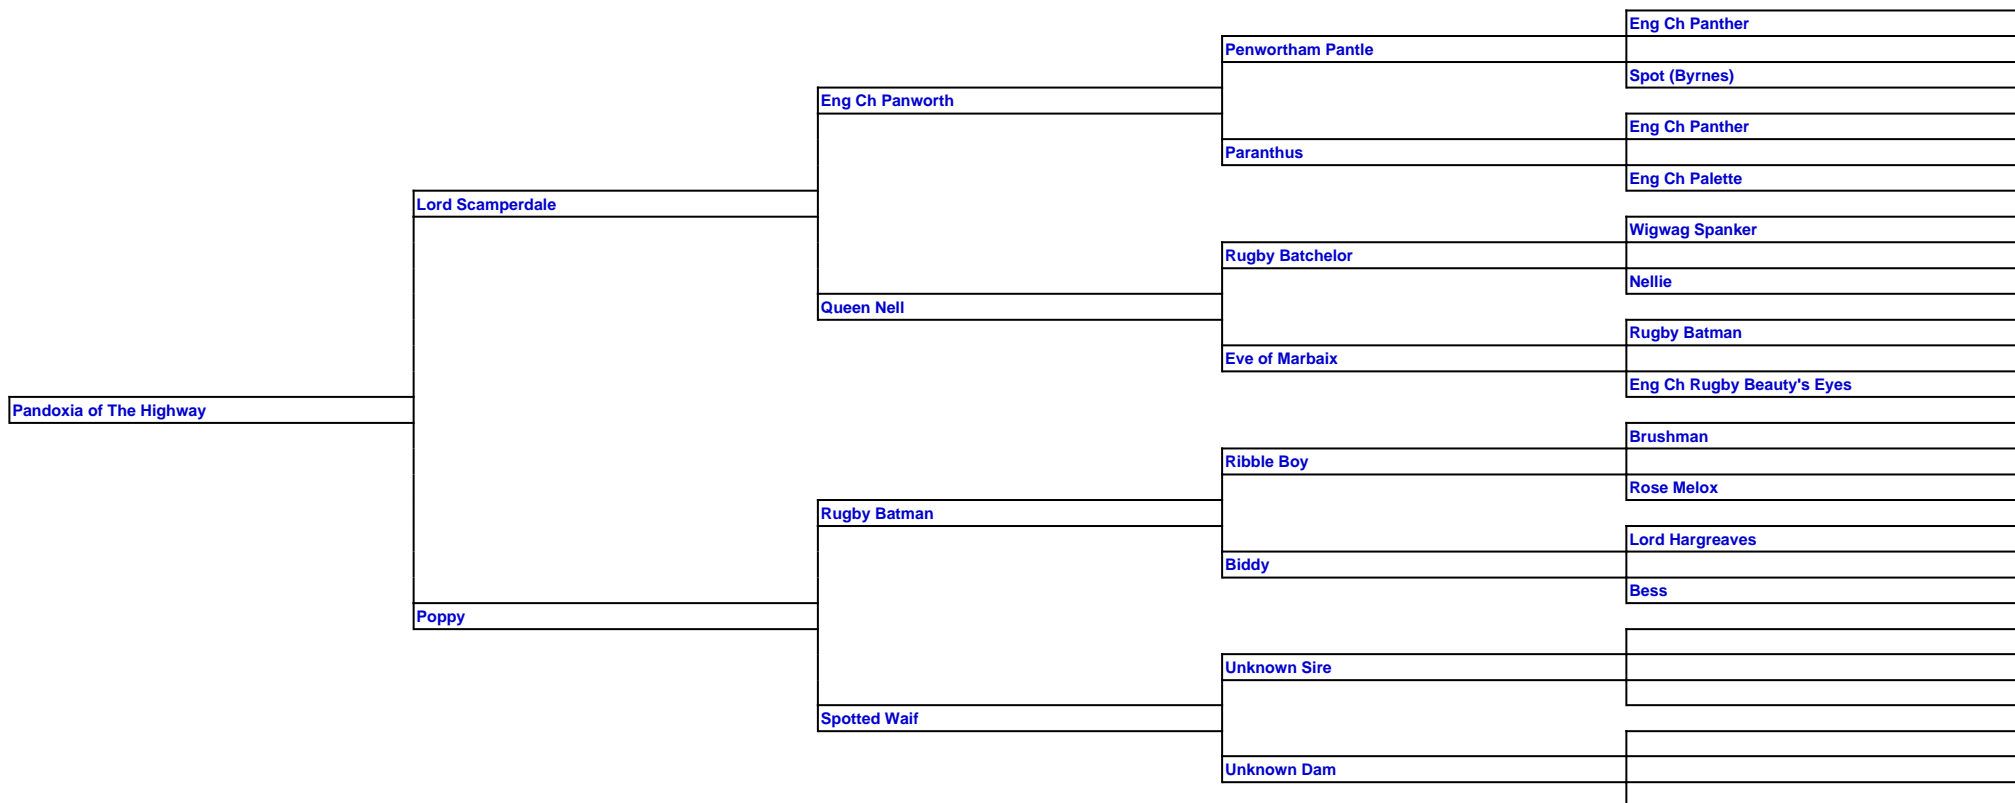 Eng Ch Panther
Penwortham Pantle
Spot (Byrnes)
Eng Ch Panworth
Eng Ch Panther
Paranthus
Eng Ch Palette
Lord Scamperdale
Wigwag Spanker
Rugby Batchelor
Nellie
Queen Nell
Rugby Batman
Eve of Marbaix
Eng Ch Rugby Beauty's Eyes
Pandoxia of The Highway
Brushman
Ribble Boy
Rose Melox
Rugby Batman
Lord Hargreaves
Biddy
Bess
Poppy
Unknown Sire
Spotted Waif
Unknown Dam